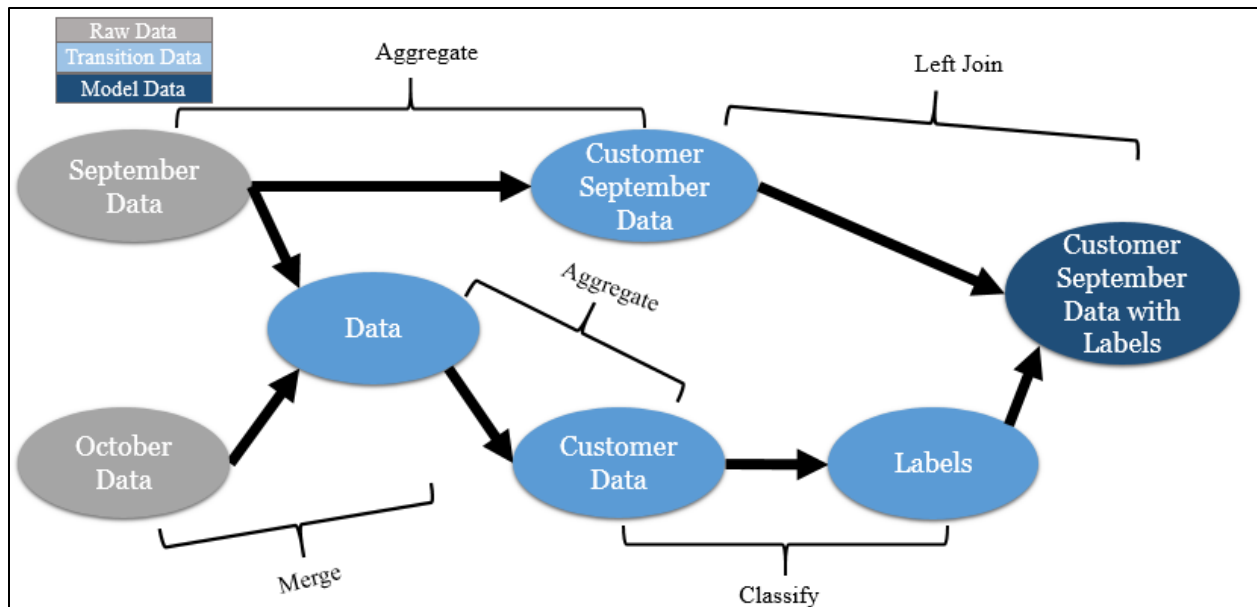 Raw Data
Transition Data
Model Data
Aggregate
Left Join
September
Data
Customer
September
Data
Customer
September
Data with
Labels
Aggregate
Data
October
Data
Customer
Data
Labels
Merge
Classify